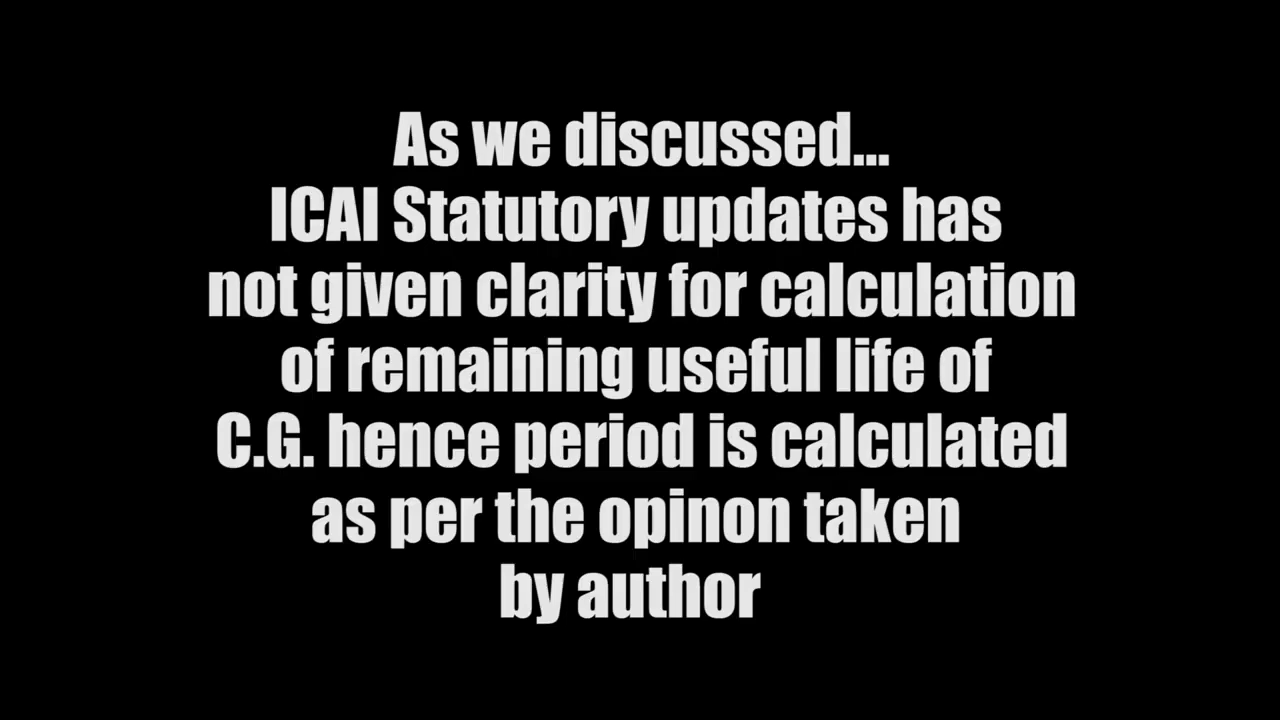 As we discussed...
ICAI Statutory updates has
not given clarity for calculation
of remaining useful life of
C.G. hence period is calculated
as per the opinon taken
by author